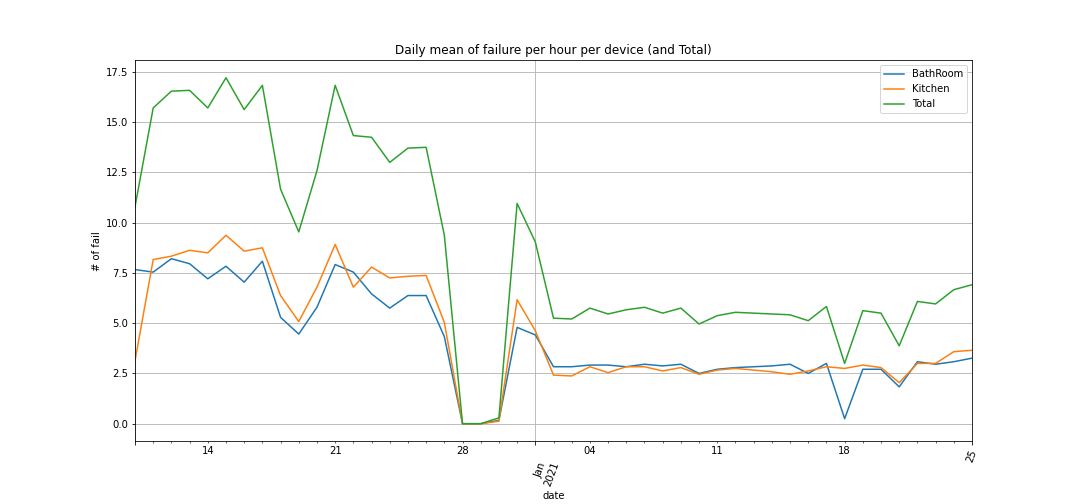 Daily mean of failure per hour per device (and Total)
17.5
15.0
12.5
10.0
7.5
5.0
2.5
0.0
# of fail
BathRoom
Kitchen
Total
14
21
28
Jan
2021
04
11
18
25
date